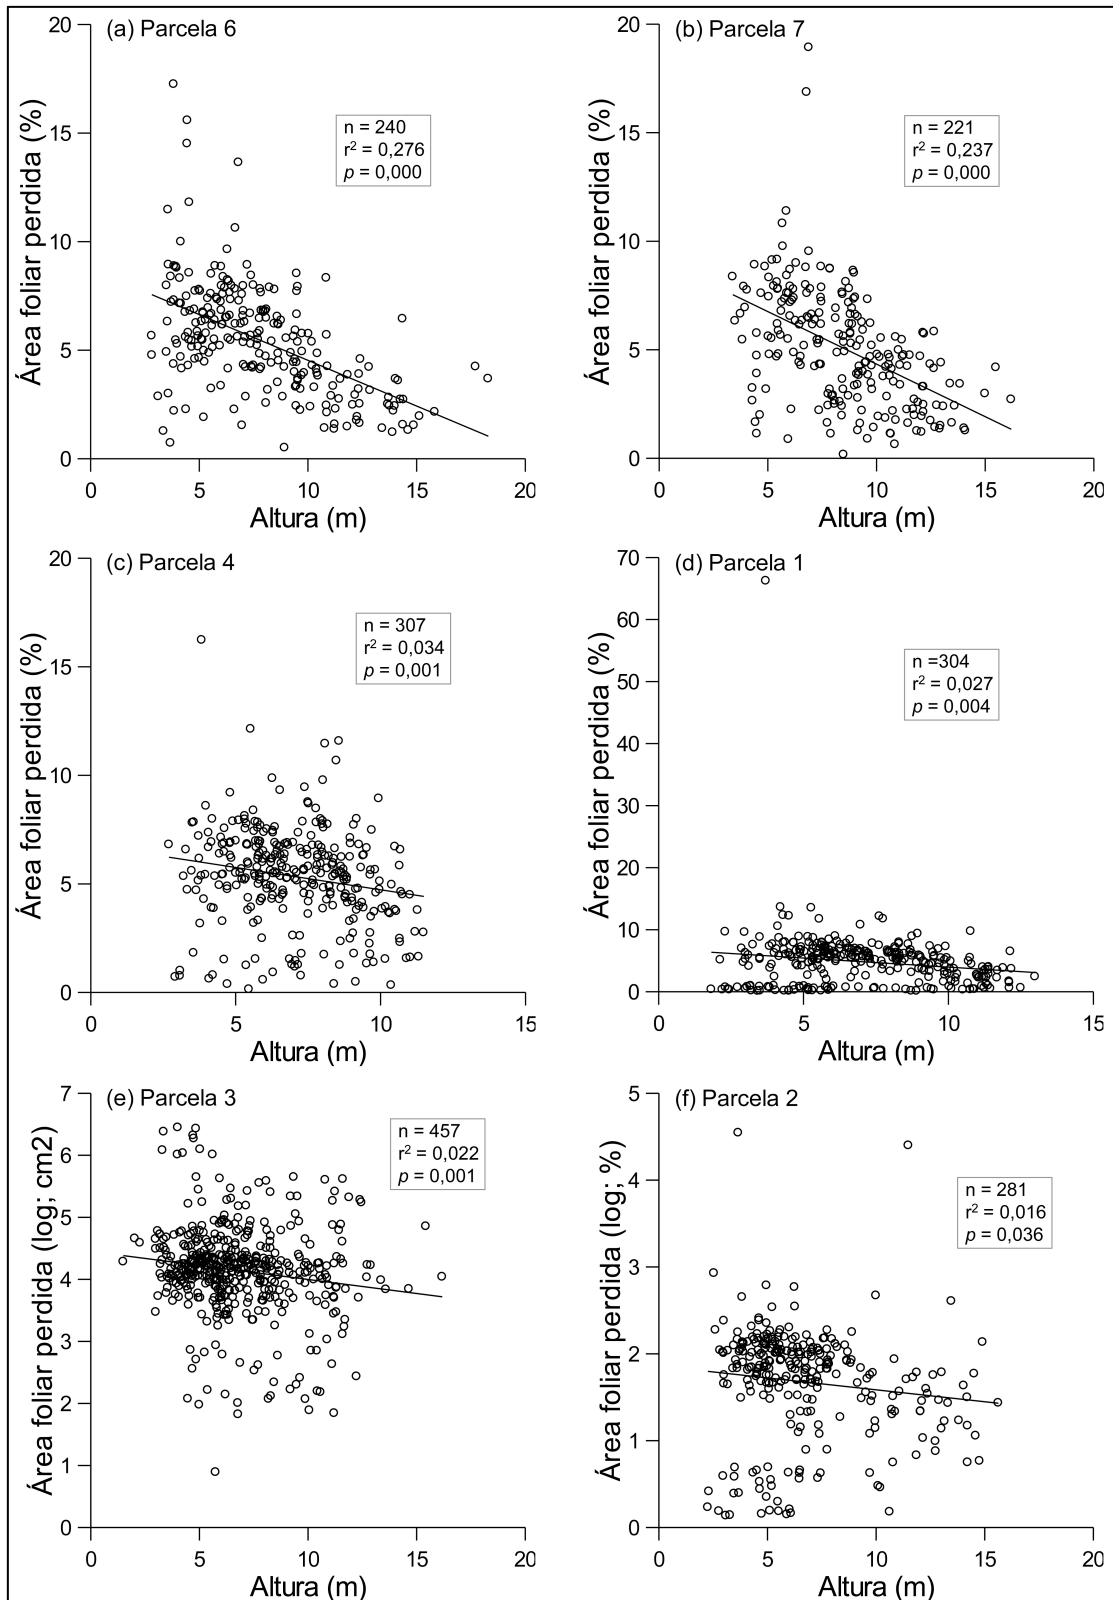 (a) Parcela 6
20
15
10
5
0
Área foliar perdida (%)
n = 240
r² = 0,276
p = 0,000
0 5 10 15 20
Altura (m)
(b) Parcela 7
20
15
10
5
0
Área foliar perdida (%)
n = 221
r² = 0,237
p = 0,000
0 5 10 15 20
Altura (m)
(c) Parcela 4
20
15
10
5
0
Área foliar perdida (%)
n = 307
r² = 0,034
p = 0,001
0 5 10 15
Altura (m)
(d) Parcela 1
70
60
50
40
30
20
10
0
Área foliar perdida (%)
n =304
r² = 0,027
p = 0,004
0 5 10 15
Altura (m)
(e) Parcela 3
7
6
5
4
3
2
1
0
Área foliar perdida (log; cm2)
n = 457
r² = 0,022
p = 0,001
0 5 10 15 20
Altura (m)
(f) Parcela 2
5
4
3
2
1
0
Área foliar perdida (log; %)
n = 281
r² = 0,016
p = 0,036
0 5 10 15 20
Altura (m)